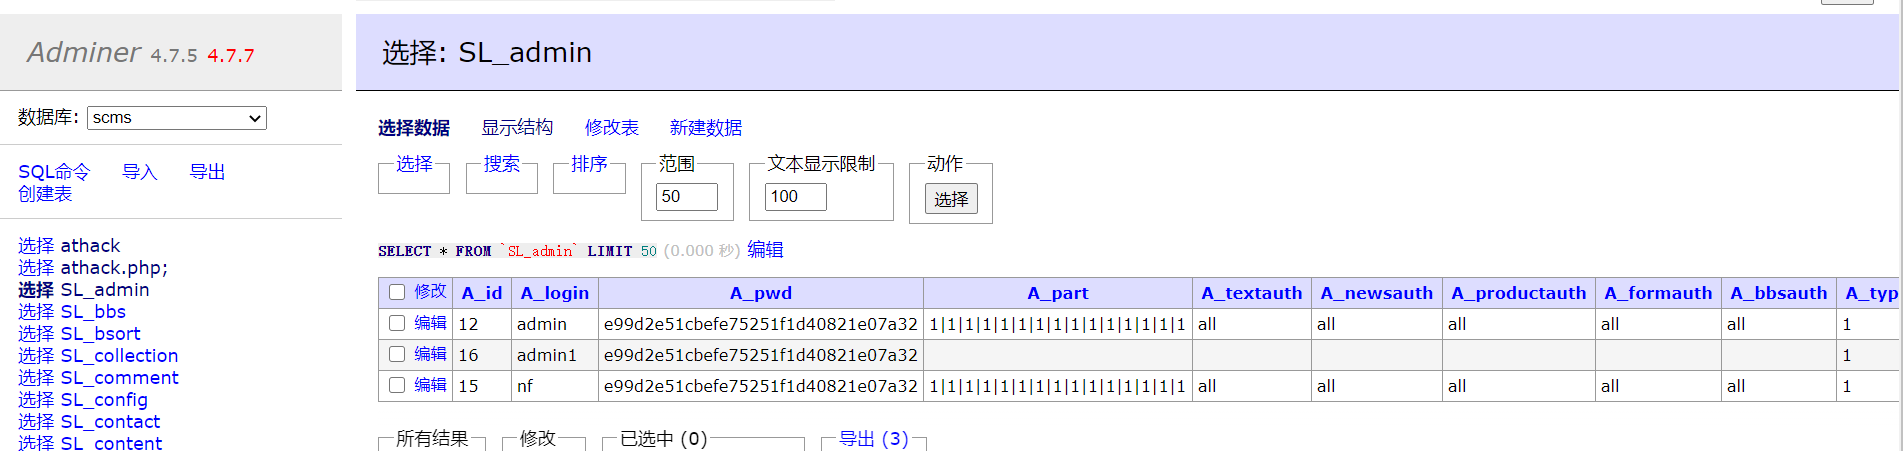 Adminer 4.7.5 4.7.7
数据库: scms
SQL命令 导入 导出
创建表
选择 athack
选择 athack.php;
选择 SL_admin
选择 SL_bbs
选择 SL_bsort
选择 SL_collection
选择 SL_comment
选择 SL_config
选择 SL_contact
选择 SL_content
选择: SL_admin
选择数据 显示结构 修改表 新建数据
选择 搜索 排序 范围 文本显示限制 动作
50 100 选择
SELECT * FROM `SL_admin` LIMIT 50 (0.000 秒) 编辑
修改 A_id A_login A_pwd A_part A_textauth A_newsauth A_productauth A_formauth A_bbsauth A_typ
编辑 12 admin e99d2e51cbefe75251f1d40821e07a32 1|1|1|1|1|1|1|1|1|1|1|1|1|1|1 all all all all all 1
编辑 16 admin1 e99d2e51cbefe75251f1d40821e07a32 1
编辑 15 nf e99d2e51cbefe75251f1d40821e07a32 1|1|1|1|1|1|1|1|1|1|1|1|1|1|1 all all all all all 1
所有结果 修改 已选中 (0) 导出 (3)